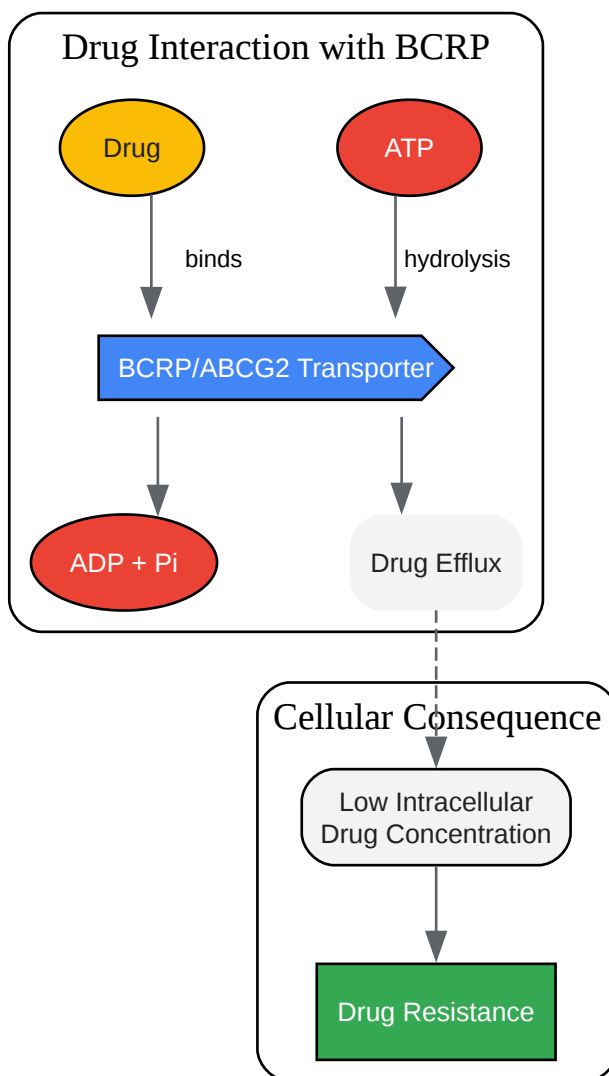 Drug Interaction with BCRP
Drug
ATP
binds
hydrolysis
BCRP/ABCG2 Transporter
ADP + Pi
Drug Efflux
Cellular Consequence
Low Intracellular
Drug Concentration
Drug Resistance